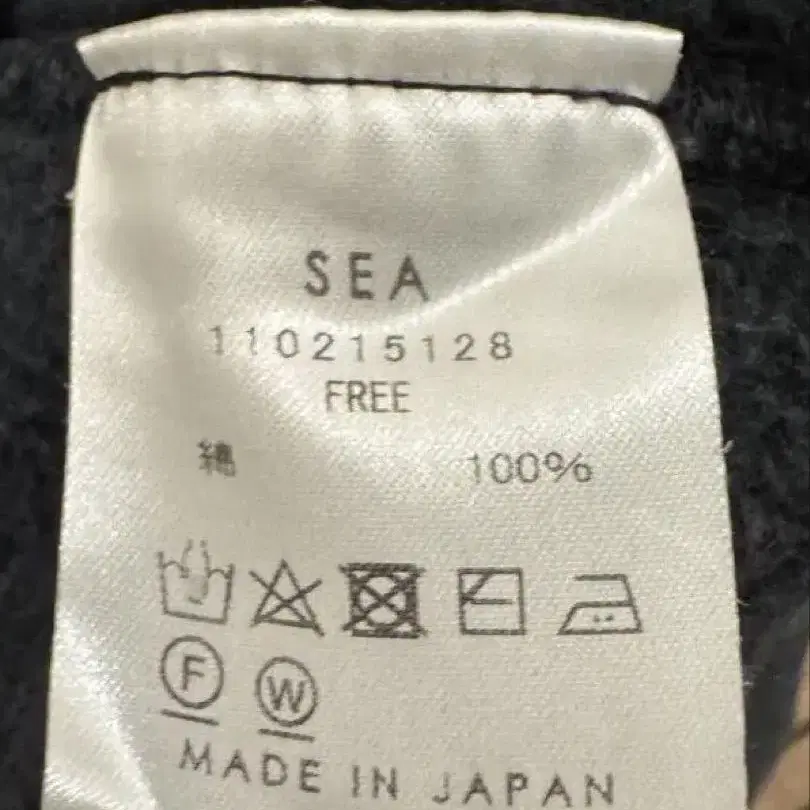 SEA
110215128
FREE
綿 100%
F W
MADE IN JAPAN